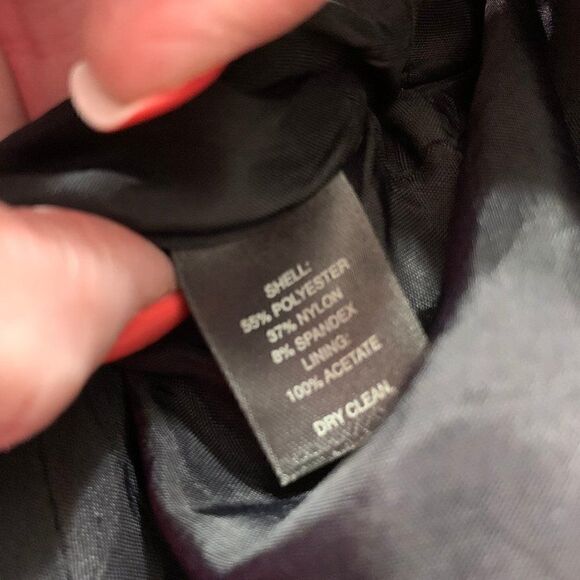 SHELL:
55% POLYESTER
37% NYLON
8% SPANDEX
LINING:
100% ACETATE
DRY CLEAN.